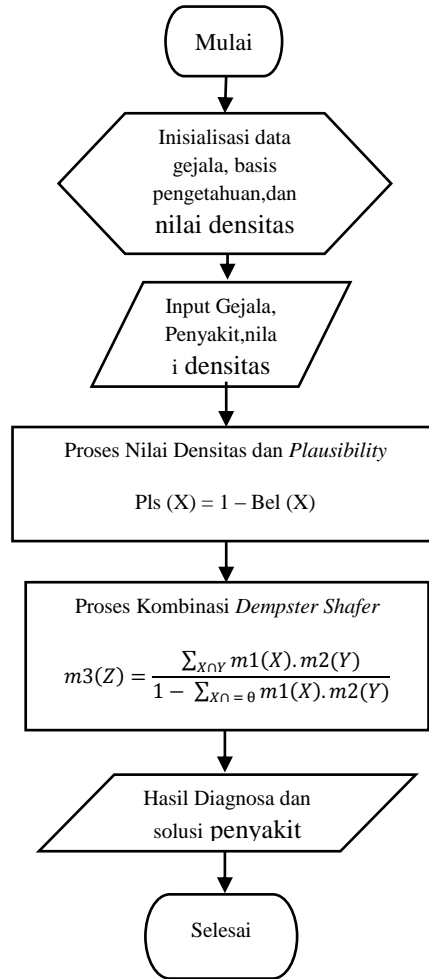 Mulai
Inisialisasi data
gejala, basis
pengetahuan,dan
nilai densitas
Input Gejala,
Penyakit,nila
i densitas
Proses Nilai Densitas dan Plausibility
Pls (X) = 1 – Bel (X)
Proses Kombinasi Dempster Shafer
m3(Z) = ∑X∩Y m1(X). m2(Y) / 1 − ∑X∩ = θ m1(X). m2(Y)
Hasil Diagnosa dan
solusi penyakit
Selesai